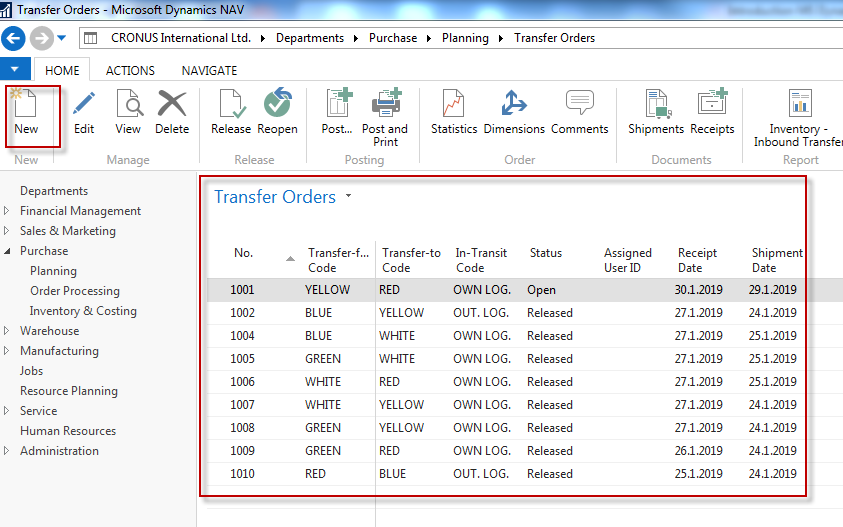 Transfer Orders - Microsoft Dynamics NAV
CRONUS International Ltd. Departments Purchase Planning Transfer Orders
HOME ACTIONS NAVIGATE
New Edit View Delete Release Reopen Post... Post and Print Statistics Dimensions Comments Shipments Receipts Inventory - Inbound Transfer
New Manage Release Posting Order Documents Report
Departments
Financial Management
Sales & Marketing
Purchase
Planning
Order Processing
Inventory & Costing
Warehouse
Manufacturing
Jobs
Resource Planning
Service
Human Resources
Administration
Transfer Orders
No. Transfer-f... Code Transfer-to Code In-Transit Code Status Assigned User ID Receipt Date Shipment Date
1001 YELLOW RED OWN LOG. Open 30.1.2019 29.1.2019
1002 BLUE YELLOW OUT. LOG. Released 27.1.2019 24.1.2019
1004 BLUE WHITE OWN LOG. Released 27.1.2019 25.1.2019
1005 GREEN WHITE OWN LOG. Released 27.1.2019 25.1.2019
1006 WHITE RED OWN LOG. Released 27.1.2019 25.1.2019
1007 WHITE YELLOW OWN LOG. Released 27.1.2019 24.1.2019
1008 GREEN YELLOW OWN LOG. Released 27.1.2019 24.1.2019
1009 GREEN RED OWN LOG. Released 26.1.2019 24.1.2019
1010 RED BLUE OUT. LOG. Released 25.1.2019 24.1.2019